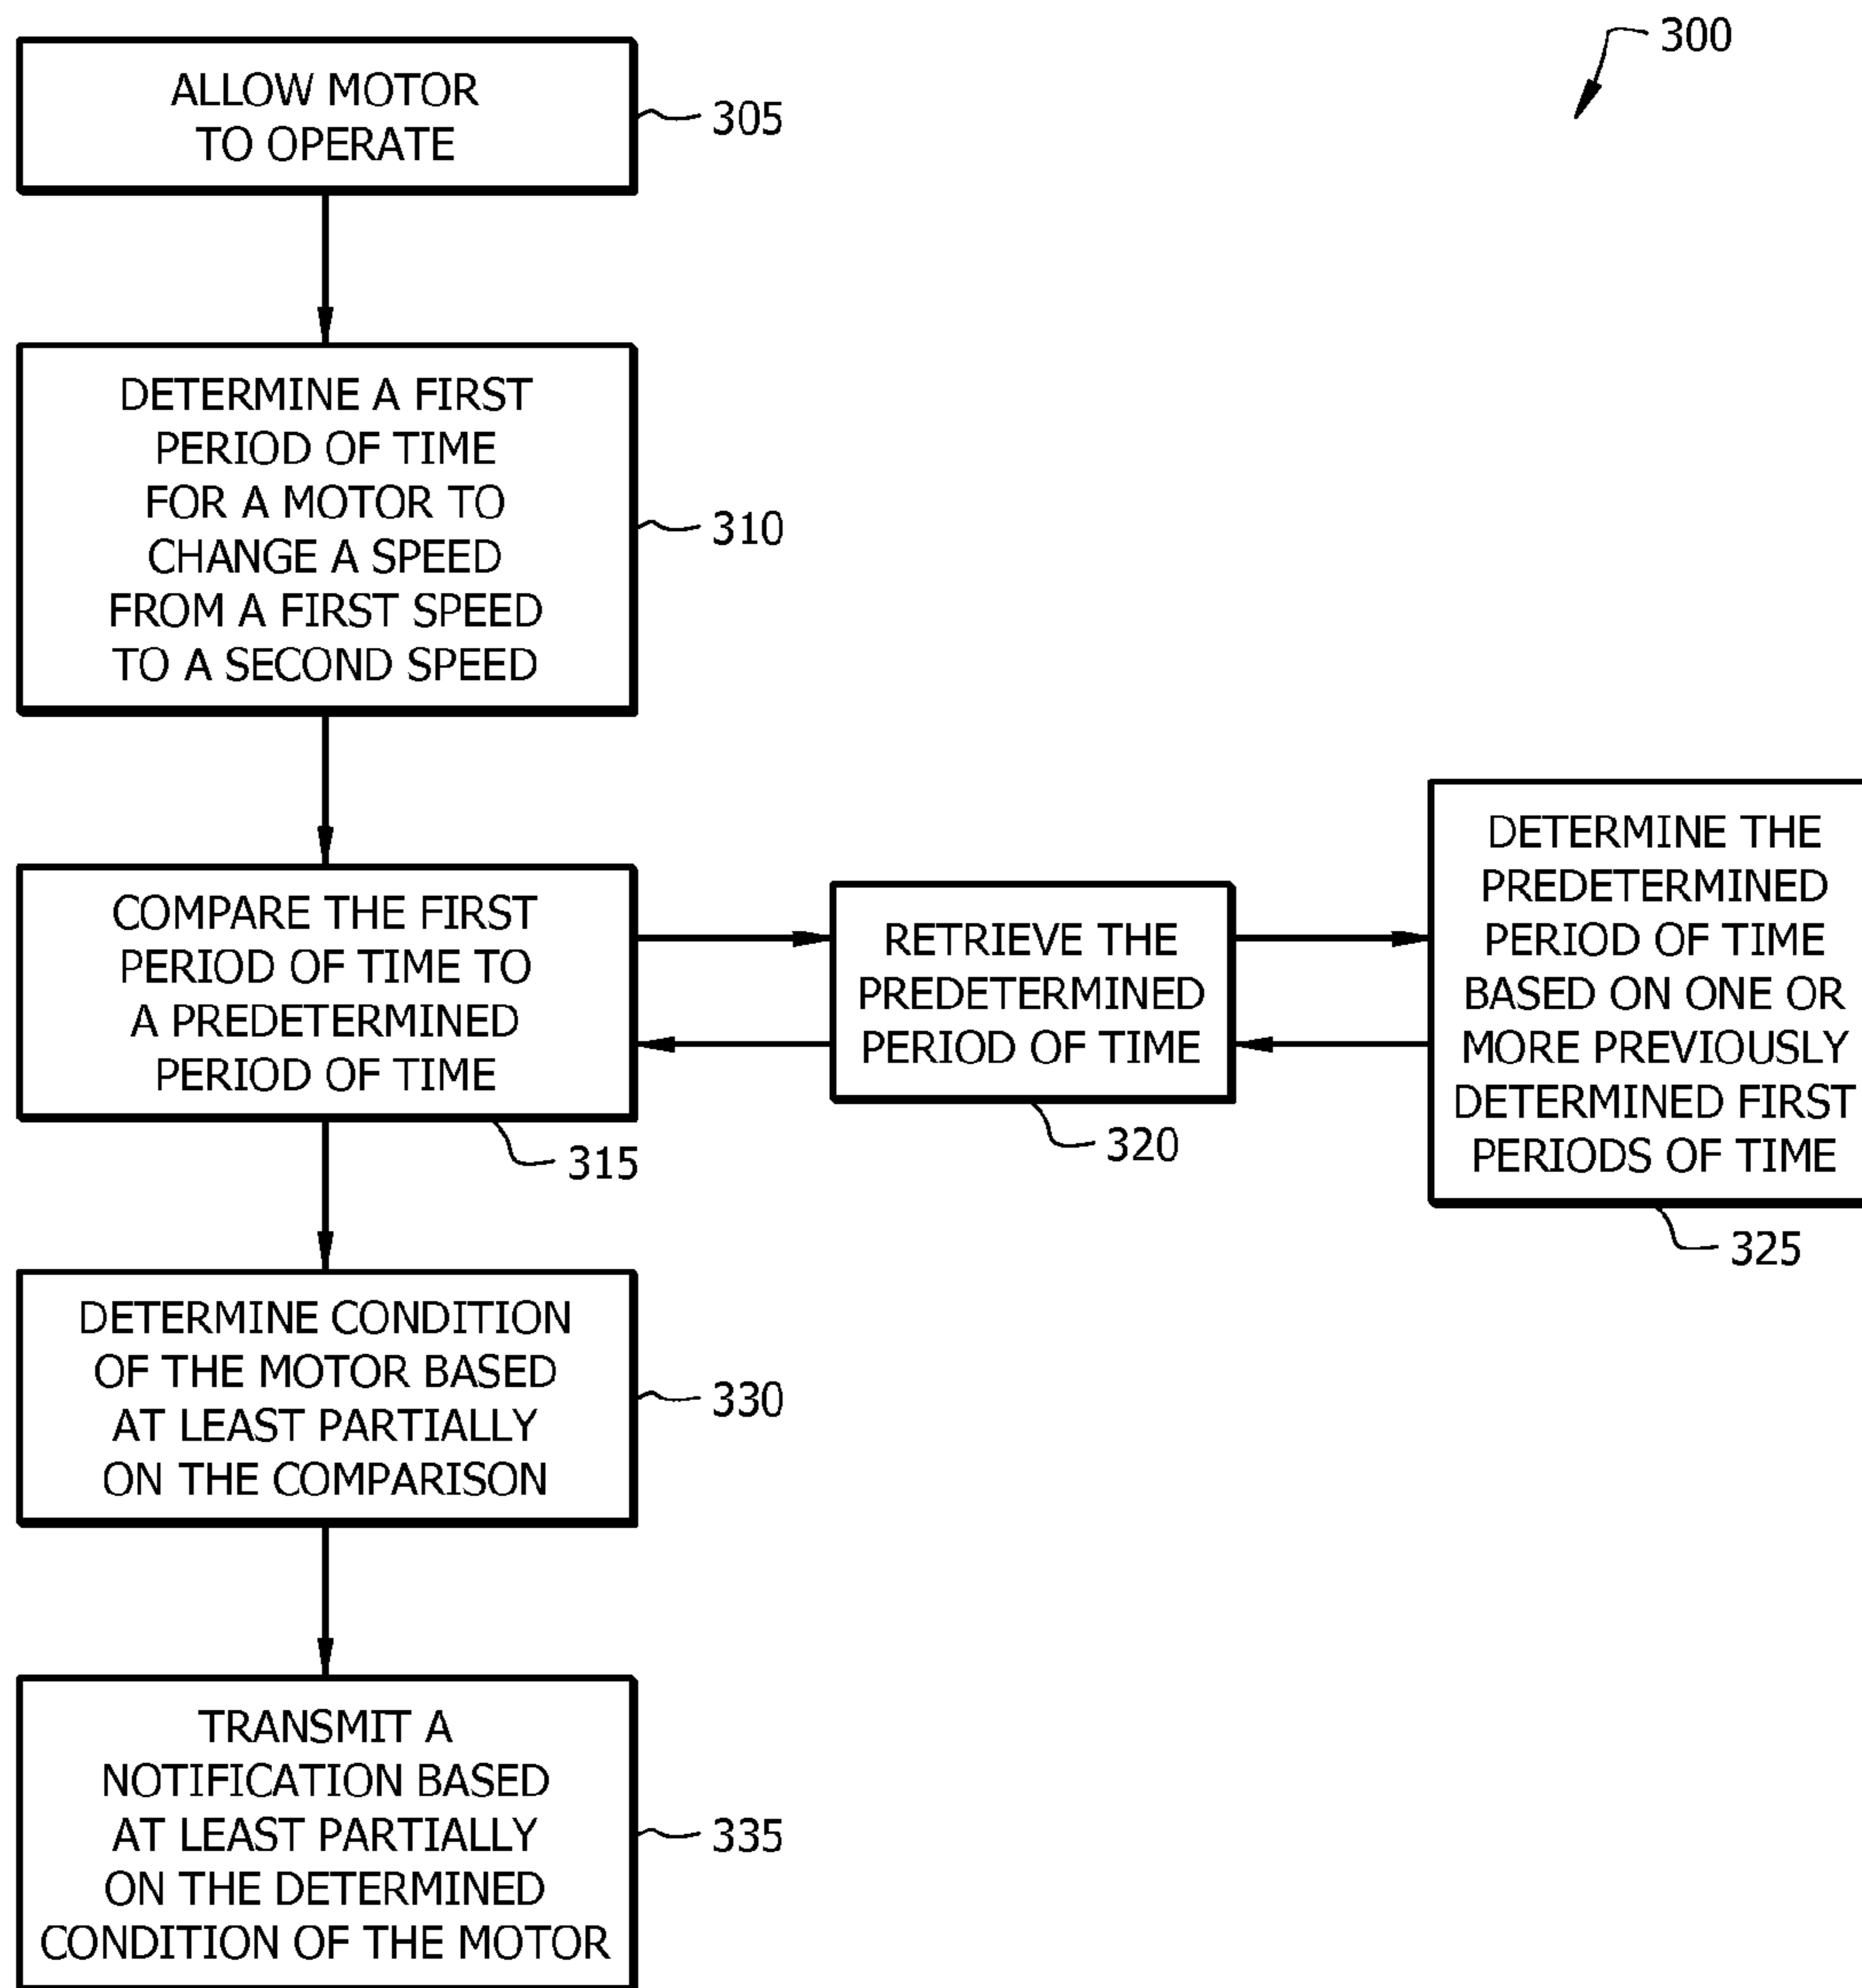 300
ALLOW MOTOR
TO OPERATE
305
DETERMINE A FIRST
PERIOD OF TIME
FOR A MOTOR TO
CHANGE A SPEED
FROM A FIRST SPEED
TO A SECOND SPEED
310
COMPARE THE FIRST
PERIOD OF TIME TO
A PREDETERMINED
PERIOD OF TIME
315
RETRIEVE THE
PREDETERMINED
PERIOD OF TIME
320
DETERMINE THE
PREDETERMINED
PERIOD OF TIME
BASED ON ONE OR
MORE PREVIOUSLY
DETERMINED FIRST
PERIODS OF TIME
325
DETERMINE CONDITION
OF THE MOTOR BASED
AT LEAST PARTIALLY
ON THE COMPARISON
330
TRANSMIT A
NOTIFICATION BASED
AT LEAST PARTIALLY
ON THE DETERMINED
CONDITION OF THE MOTOR
335